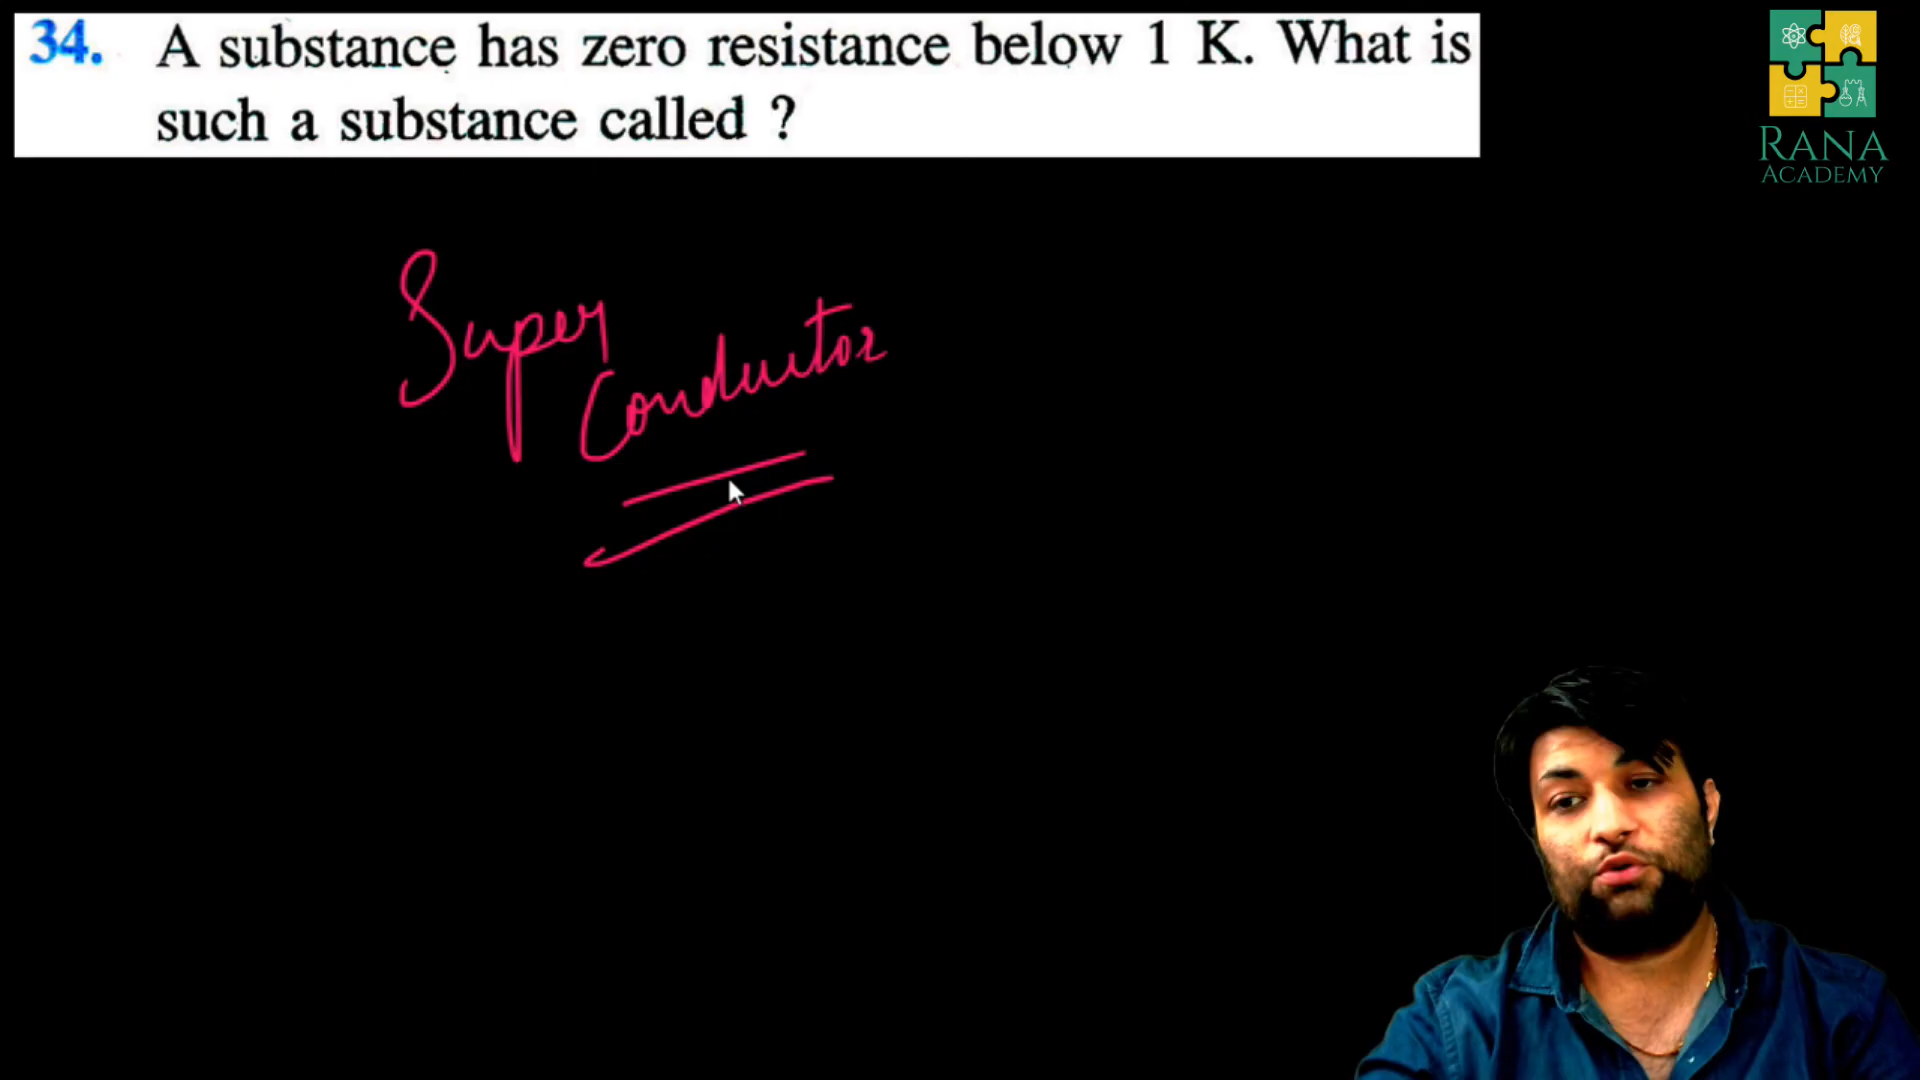 34. A substance has zero resistance below 1 K. What is
such a substance called ?
RANA
ACADEMY
Super
Conductor